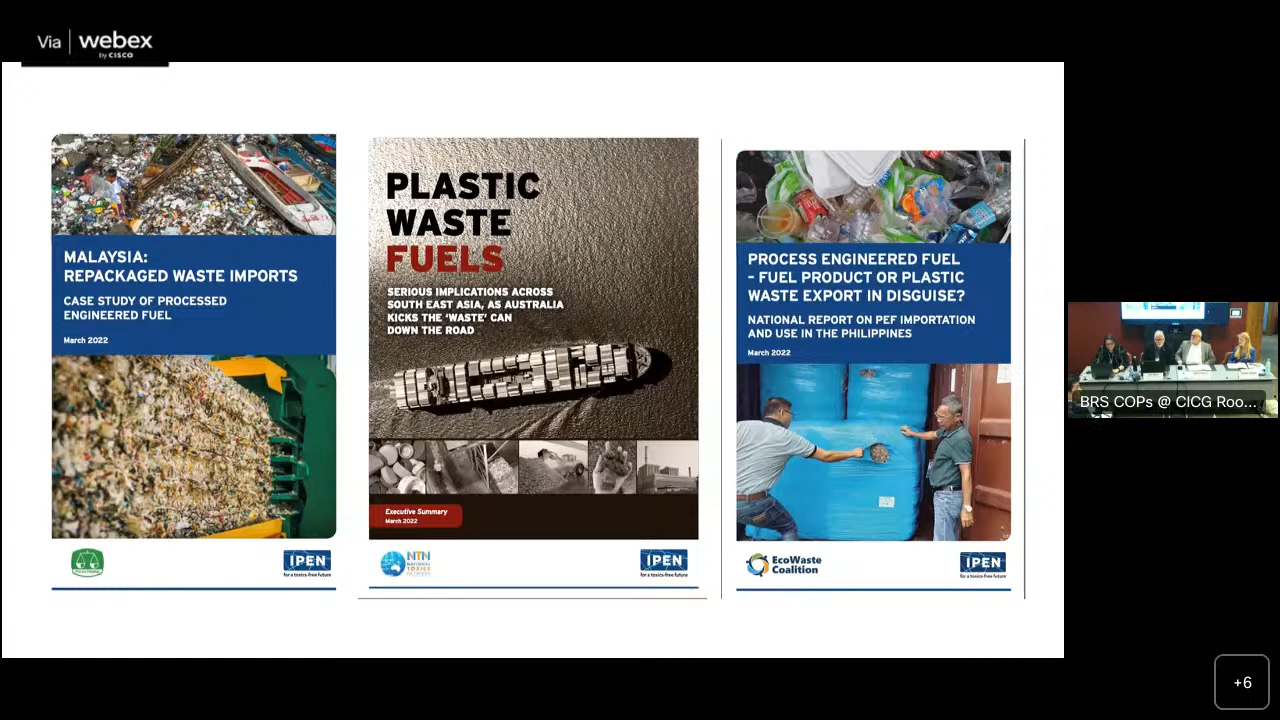 Via | webex
by CISCO
MALAYSIA:
REPACKAGED WASTE IMPORTS
CASE STUDY OF PROCESSED
ENGINEERED FUEL
March 2022
IPEN
for a toxics-free future
PLASTIC
WASTE
FUELS
SERIOUS IMPLICATIONS ACROSS
SOUTH EAST ASIA, AS AUSTRALIA
KICKS THE ‘WASTE’ CAN
DOWN THE ROAD
Executive Summary
March 2022
NTN
NATIONAL
TOXICS
NETWORK
IPEN
for a toxics-free future
PROCESS ENGINEERED FUEL
– FUEL PRODUCT OR PLASTIC
WASTE EXPORT IN DISGUISE?
NATIONAL REPORT ON PEF IMPORTATION
AND USE IN THE PHILIPPINES
March 2022
EcoWaste
Coalition
IPEN
for a toxics-free future
BRS COPs @ CICG Roo...
+6